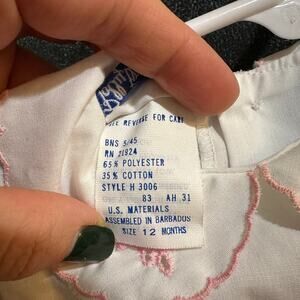 SEE REVERSE FOR CARE
BNS 5/45
RN 21824
65% POLYESTER
35% COTTON
STYLE H 3006
83 AH 31
U.S. MATERIALS
ASSEMBLED IN BARBADOS
SIZE 12 MONTHS